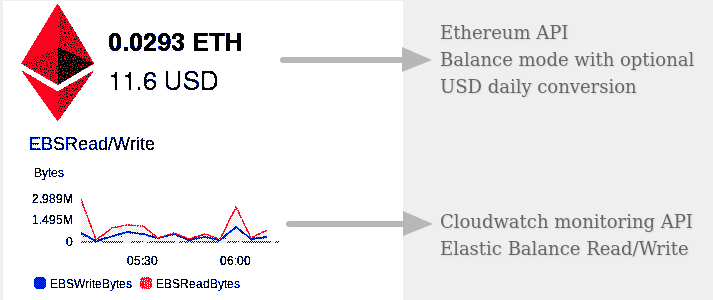 0.0293 ETH
11.6 USD
Ethereum API
Balance mode with optional
USD daily conversion
EBSRead/Write
Bytes
2.989M
1.495M
0
05:30
06:00
EBSWriteBytes
EBSReadBytes
Cloudwatch monitoring API
Elastic Balance Read/Write